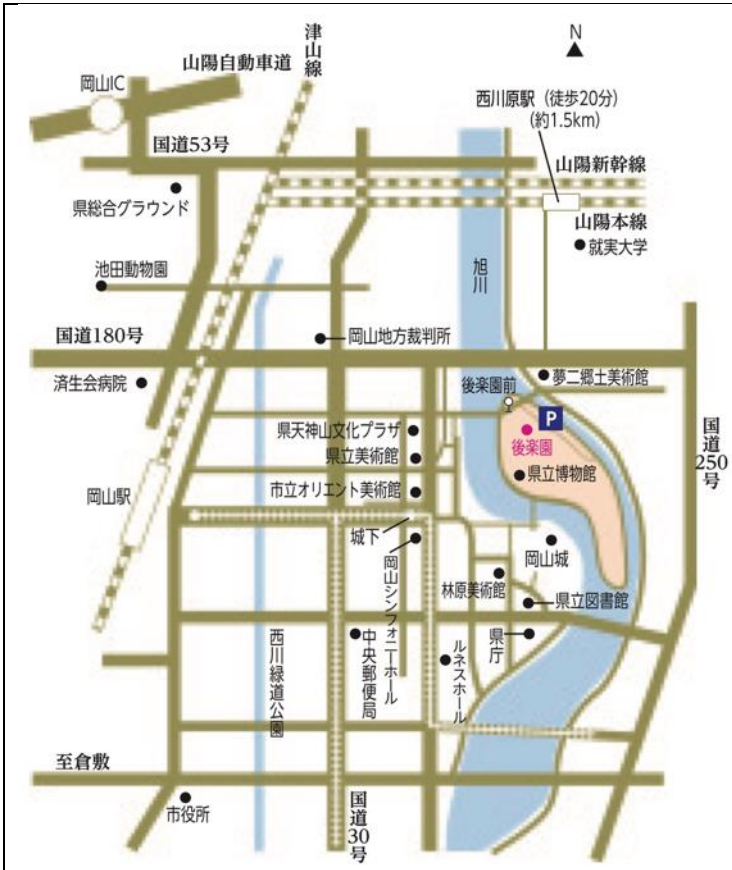 N
津山線
山陽自動車道
岡山IC
西川原駅（徒歩20分）
（約1.5km）
国道53号
山陽新幹線
県総合グラウンド
山陽本線
就実大学
旭川
池田動物園
国道180号
岡山地方裁判所
済生会病院
後楽園前
夢二郷土美術館
P
県天神山文化プラザ
後楽園
国道250号
県立美術館
県立博物館
市立オリエント美術館
岡山駅
城下
岡山シンフォニーホール
岡山城
林原美術館
県立図書館
県庁
ルネスホール
中央郵便局
西川緑道公園
至倉敷
市役所
国道30号